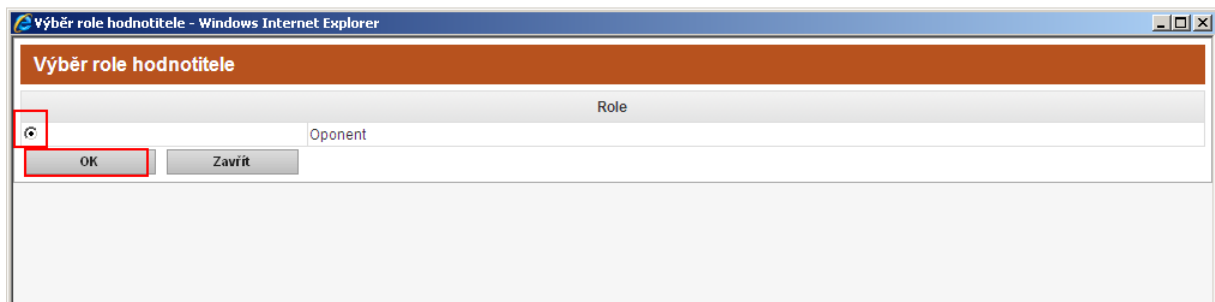 Výběr role hodnotitele - Windows Internet Explorer
Výběr role hodnotitele
Role
Oponent
OK Zavřít